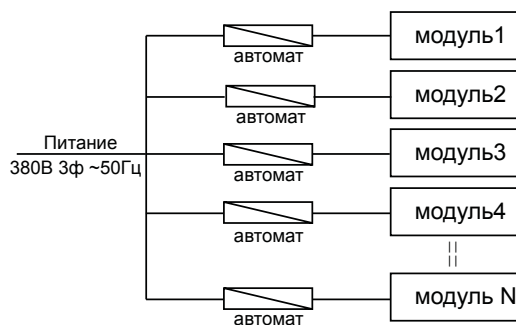 модуль1
автомат
модуль2
автомат
Питание
380В 3ф ~50Гц
модуль3
автомат
модуль4
автомат
модуль N
автомат